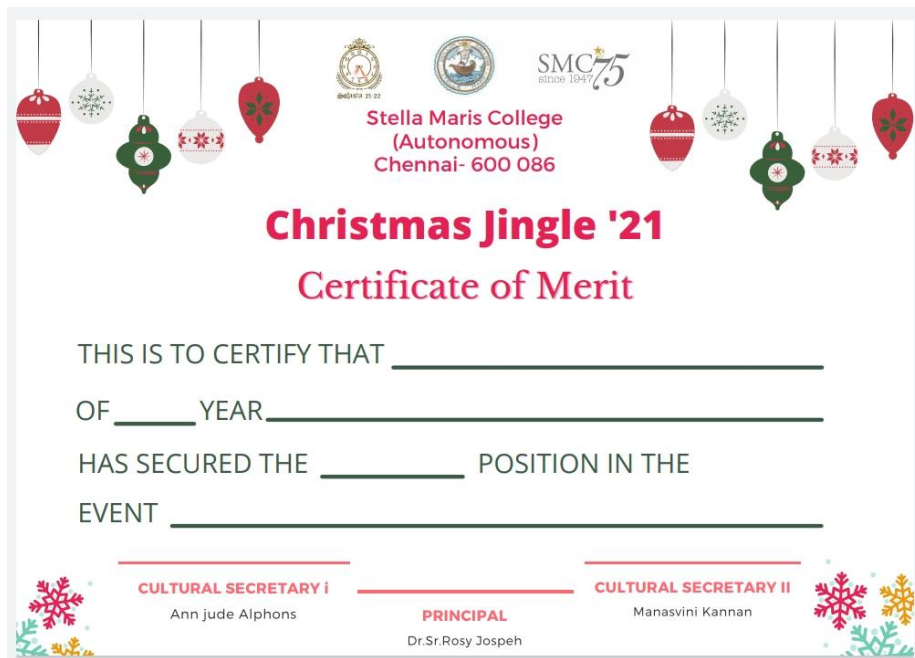 SMC75
since 1947
Stella Maris College
(Autonomous)
Chennai- 600 086
Christmas Jingle '21
Certificate of Merit
THIS IS TO CERTIFY THAT
OF YEAR
HAS SECURED THE POSITION IN THE
EVENT
CULTURAL SECRETARY i
Ann jude Alphons
PRINCIPAL
Dr.Sr.Rosy Jospeh
CULTURAL SECRETARY II
Manasvini Kannan